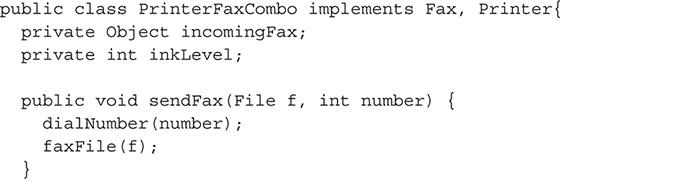 public class PrinterFaxCombo implements Fax, Printer{
  private Object incomingFax;
  private int inkLevel;

  public void sendFax(File f, int number) {
    dialNumber(number);
    faxFile(f);
  }